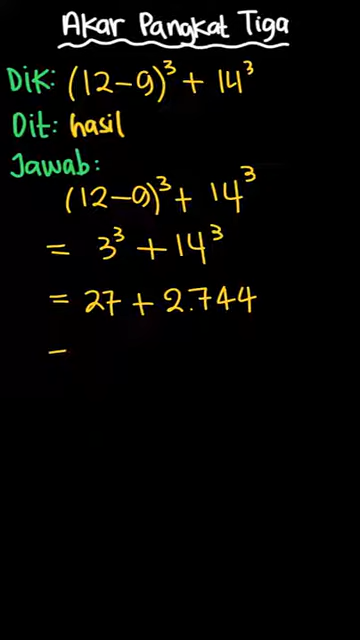 Akar Pangkat Tiga
Dik: (12-9)³ + 14³
Dit: hasil
Jawab:
(12-9)³ + 14³
= 3³ + 14³
= 27 + 2.744